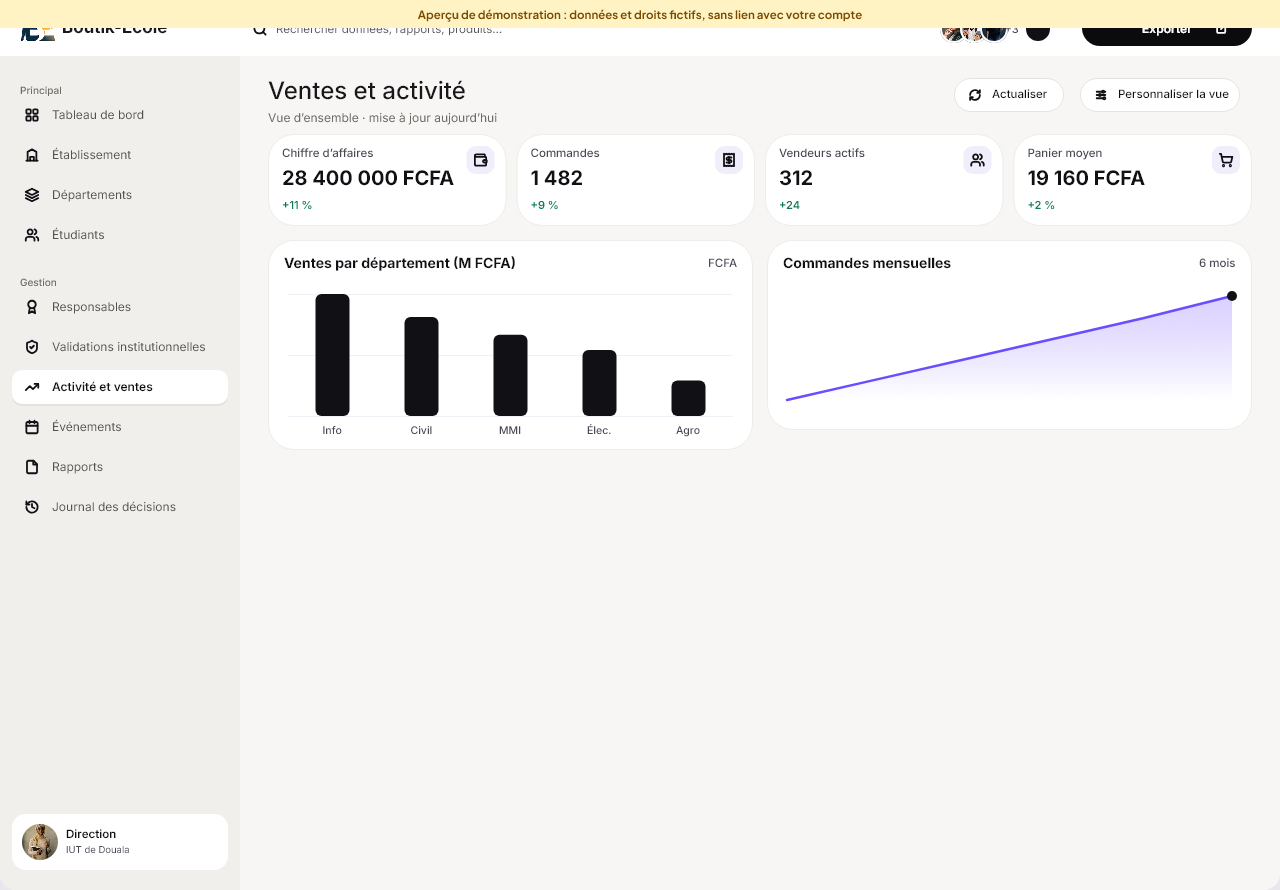 Aperçu de démonstration : données et droits fictifs, sans lien avec votre compte
Boutik-École
Rechercher données, rapports, produits...
+3
Exporter
Principal
Tableau de bord
Établissement
Départements
Étudiants
Gestion
Responsables
Validations institutionnelles
Activité et ventes
Événements
Rapports
Journal des décisions
Direction
IUT de Douala
Ventes et activité
Vue d’ensemble · mise à jour aujourd’hui
Actualiser
Personnaliser la vue
Chiffre d’affaires
28 400 000 FCFA
+11 %
Commandes
1 482
+9 %
Vendeurs actifs
312
+24
Panier moyen
19 160 FCFA
+2 %
Ventes par département (M FCFA)
FCFA
Info
Civil
MMI
Élec.
Agro
Commandes mensuelles
6 mois